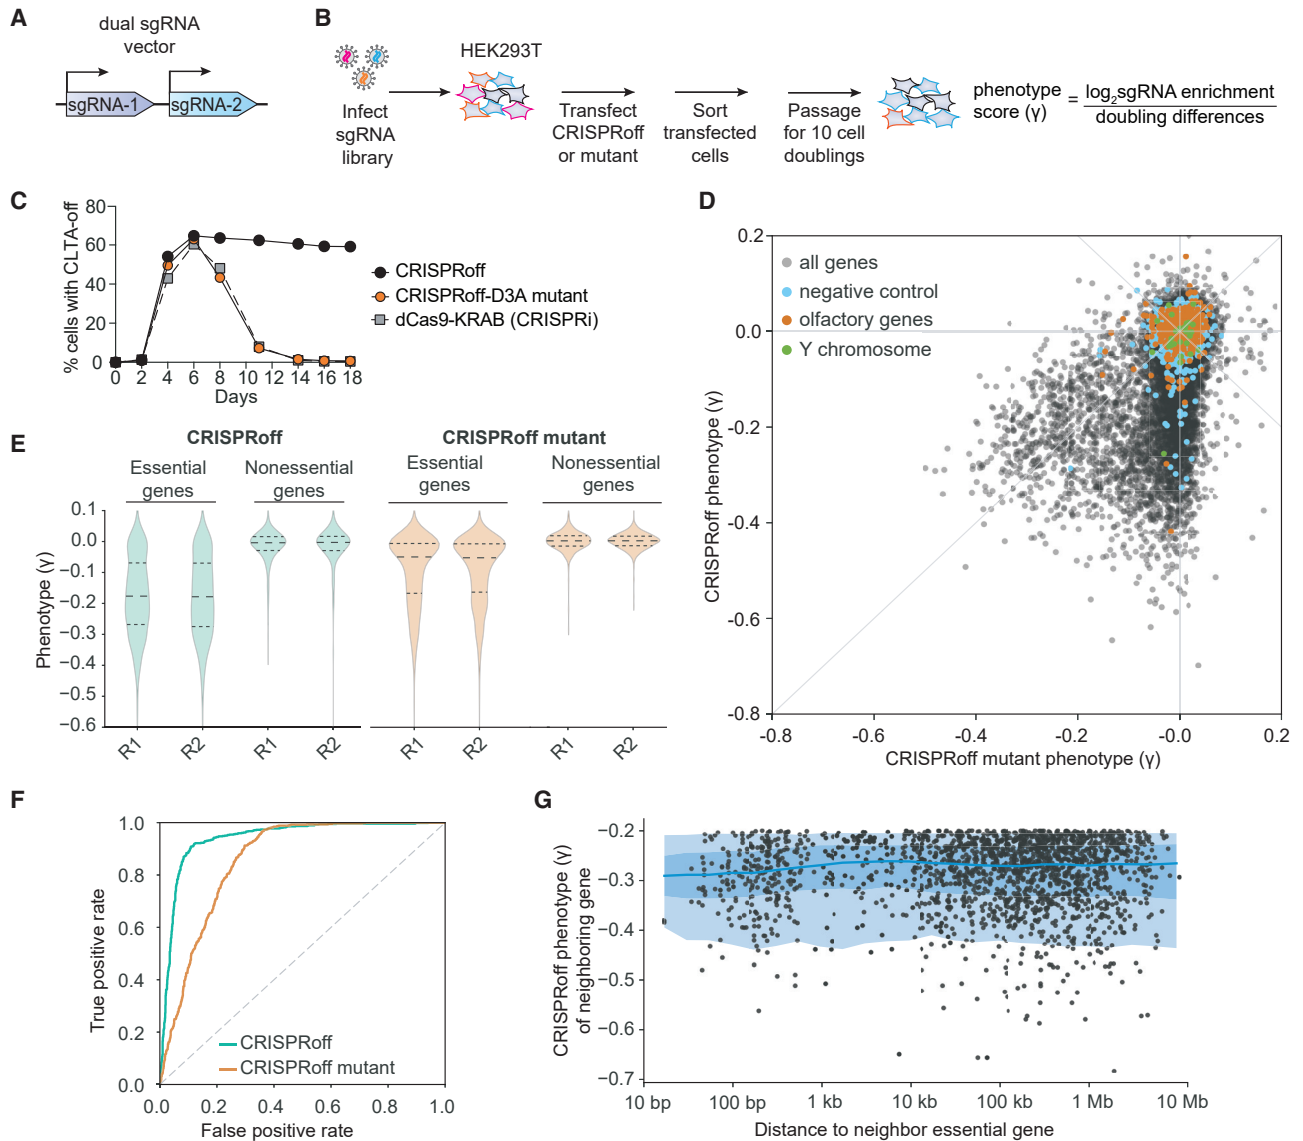 A
dual sgRNA
vector
sgRNA-1
sgRNA-2
B
HEK293T
Infect
sgRNA
library
Transfect
CRISPRoff
or mutant
Sort
transfected
cells
Passage
for 10 cell
doublings
phenotype
score (γ)
=
log2sgRNA enrichment
doubling differences
C
% cells with CLTA-off
80
60
40
20
0
0 2 4 6 8 10 12 14 16 18
Days
CRISPRoff
CRISPRoff-D3A mutant
dCas9-KRAB (CRISPRi)
D
CRISPRoff phenotype (γ)
0.2
0.0
-0.2
-0.4
-0.6
-0.8
all genes
negative control
olfactory genes
Y chromosome
-0.8 -0.6 -0.4 -0.2 -0.0 0.2
CRISPRoff mutant phenotype (γ)
E
CRISPRoff
CRISPRoff mutant
Essential
genes
Nonessential
genes
Essential
genes
Nonessential
genes
Phenotype (γ)
0.1
0.0
−0.1
−0.2
−0.3
−0.4
−0.5
−0.6
R1 R2 R1 R2 R1 R2 R1 R2
F
True positive rate
1.0
0.8
0.6
0.4
0.2
0.0
CRISPRoff
CRISPRoff mutant
0.0 0.2 0.4 0.6 0.8 1.0
False positive rate
G
CRISPRoff phenotype (γ)
of neighboring gene
−0.2
−0.3
−0.4
−0.5
−0.6
−0.7
10 bp 100 bp 1 kb 10 kb 100 kb 1 Mb 10 Mb
Distance to neighbor essential gene